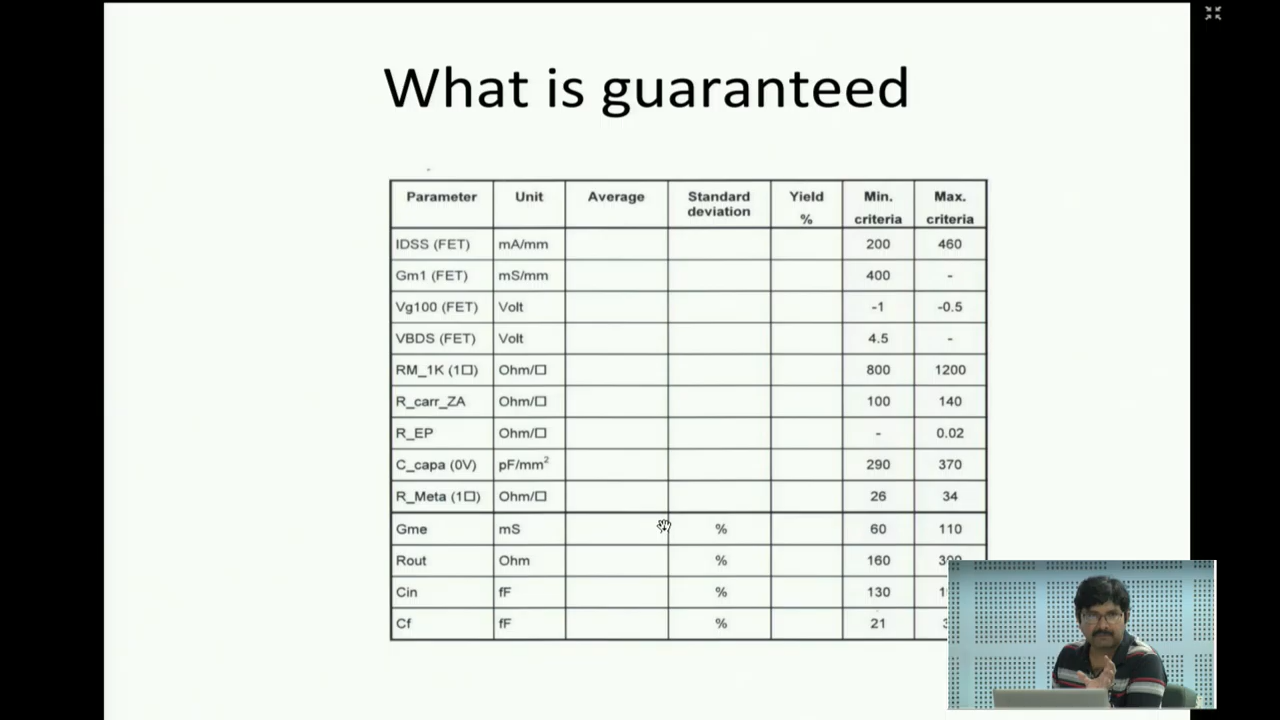 What is guaranteed
Parameter Unit Average Standard deviation Yield % Min. criteria Max. criteria
IDSS (FET) mA/mm 200 460
Gm1 (FET) mS/mm 400 -
Vg100 (FET) Volt -1 -0.5
VBDS (FET) Volt 4.5 -
RM_1K (1□) Ohm/□ 800 1200
R_carr_ZA Ohm/□ 100 140
R_EP Ohm/□ - 0.02
C_capa (0V) pF/mm² 290 370
R_Meta (1□) Ohm/□ 26 34
Gme mS % 60 110
Rout Ohm % 160
Cin fF % 130
Cf fF % 21